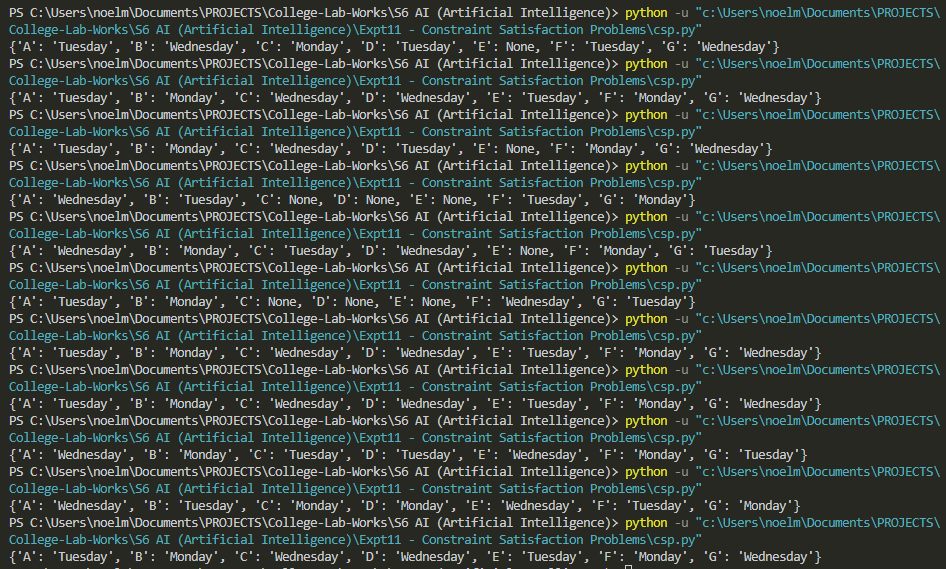 PS C:\Users\noelm\Documents\PROJECTS\College-Lab-Works\S6 AI (Artificial Intelligence)> python -u "c:\Users\noelm\Documents\PROJECTS\
College-Lab-Works\S6 AI (Artificial Intelligence)\Expt11 - Constraint Satisfaction Problems\csp.py"
{'A': 'Tuesday', 'B': 'Wednesday', 'C': 'Monday', 'D': 'Tuesday', 'E': None, 'F': 'Tuesday', 'G': 'Wednesday'}
PS C:\Users\noelm\Documents\PROJECTS\College-Lab-Works\S6 AI (Artificial Intelligence)> python -u "c:\Users\noelm\Documents\PROJECTS\
College-Lab-Works\S6 AI (Artificial Intelligence)\Expt11 - Constraint Satisfaction Problems\csp.py"
{'A': 'Tuesday', 'B': 'Monday', 'C': 'Wednesday', 'D': 'Wednesday', 'E': 'Tuesday', 'F': 'Monday', 'G': 'Wednesday'}
PS C:\Users\noelm\Documents\PROJECTS\College-Lab-Works\S6 AI (Artificial Intelligence)> python -u "c:\Users\noelm\Documents\PROJECTS\
College-Lab-Works\S6 AI (Artificial Intelligence)\Expt11 - Constraint Satisfaction Problems\csp.py"
{'A': 'Tuesday', 'B': 'Monday', 'C': 'Wednesday', 'D': 'Tuesday', 'E': None, 'F': 'Monday', 'G': 'Wednesday'}
PS C:\Users\noelm\Documents\PROJECTS\College-Lab-Works\S6 AI (Artificial Intelligence)> python -u "c:\Users\noelm\Documents\PROJECTS\
College-Lab-Works\S6 AI (Artificial Intelligence)\Expt11 - Constraint Satisfaction Problems\csp.py"
{'A': 'Wednesday', 'B': 'Tuesday', 'C': None, 'D': None, 'E': None, 'F': 'Tuesday', 'G': 'Monday'}
PS C:\Users\noelm\Documents\PROJECTS\College-Lab-Works\S6 AI (Artificial Intelligence)> python -u "c:\Users\noelm\Documents\PROJECTS\
College-Lab-Works\S6 AI (Artificial Intelligence)\Expt11 - Constraint Satisfaction Problems\csp.py"
{'A': 'Wednesday', 'B': 'Monday', 'C': 'Tuesday', 'D': 'Wednesday', 'E': None, 'F': 'Monday', 'G': 'Tuesday'}
PS C:\Users\noelm\Documents\PROJECTS\College-Lab-Works\S6 AI (Artificial Intelligence)> python -u "c:\Users\noelm\Documents\PROJECTS\
College-Lab-Works\S6 AI (Artificial Intelligence)\Expt11 - Constraint Satisfaction Problems\csp.py"
{'A': 'Tuesday', 'B': 'Monday', 'C': None, 'D': None, 'E': None, 'F': 'Wednesday', 'G': 'Tuesday'}
PS C:\Users\noelm\Documents\PROJECTS\College-Lab-Works\S6 AI (Artificial Intelligence)> python -u "c:\Users\noelm\Documents\PROJECTS\
College-Lab-Works\S6 AI (Artificial Intelligence)\Expt11 - Constraint Satisfaction Problems\csp.py"
{'A': 'Tuesday', 'B': 'Monday', 'C': 'Wednesday', 'D': 'Wednesday', 'E': 'Tuesday', 'F': 'Monday', 'G': 'Wednesday'}
PS C:\Users\noelm\Documents\PROJECTS\College-Lab-Works\S6 AI (Artificial Intelligence)> python -u "c:\Users\noelm\Documents\PROJECTS\
College-Lab-Works\S6 AI (Artificial Intelligence)\Expt11 - Constraint Satisfaction Problems\csp.py"
{'A': 'Tuesday', 'B': 'Monday', 'C': 'Wednesday', 'D': 'Wednesday', 'E': 'Tuesday', 'F': 'Monday', 'G': 'Wednesday'}
PS C:\Users\noelm\Documents\PROJECTS\College-Lab-Works\S6 AI (Artificial Intelligence)> python -u "c:\Users\noelm\Documents\PROJECTS\
College-Lab-Works\S6 AI (Artificial Intelligence)\Expt11 - Constraint Satisfaction Problems\csp.py"
{'A': 'Wednesday', 'B': 'Monday', 'C': 'Tuesday', 'D': 'Tuesday', 'E': 'Wednesday', 'F': 'Monday', 'G': 'Tuesday'}
PS C:\Users\noelm\Documents\PROJECTS\College-Lab-Works\S6 AI (Artificial Intelligence)> python -u "c:\Users\noelm\Documents\PROJECTS\
College-Lab-Works\S6 AI (Artificial Intelligence)\Expt11 - Constraint Satisfaction Problems\csp.py"
{'A': 'Wednesday', 'B': 'Tuesday', 'C': 'Monday', 'D': 'Monday', 'E': 'Wednesday', 'F': 'Tuesday', 'G': 'Monday'}
PS C:\Users\noelm\Documents\PROJECTS\College-Lab-Works\S6 AI (Artificial Intelligence)> python -u "c:\Users\noelm\Documents\PROJECTS\
College-Lab-Works\S6 AI (Artificial Intelligence)\Expt11 - Constraint Satisfaction Problems\csp.py"
{'A': 'Tuesday', 'B': 'Monday', 'C': 'Wednesday', 'D': 'Wednesday', 'E': 'Tuesday', 'F': 'Monday', 'G': 'Wednesday'}